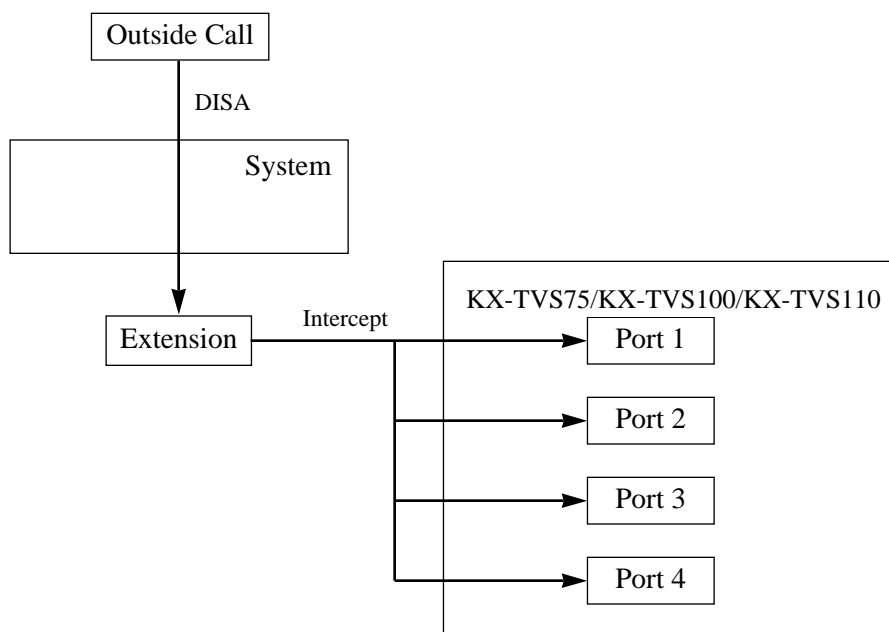 Outside Call
DISA
System
KX-TVS75/KX-TVS100/KX-TVS110
Intercept
Extension
Port 1
Port 2
Port 3
Port 4